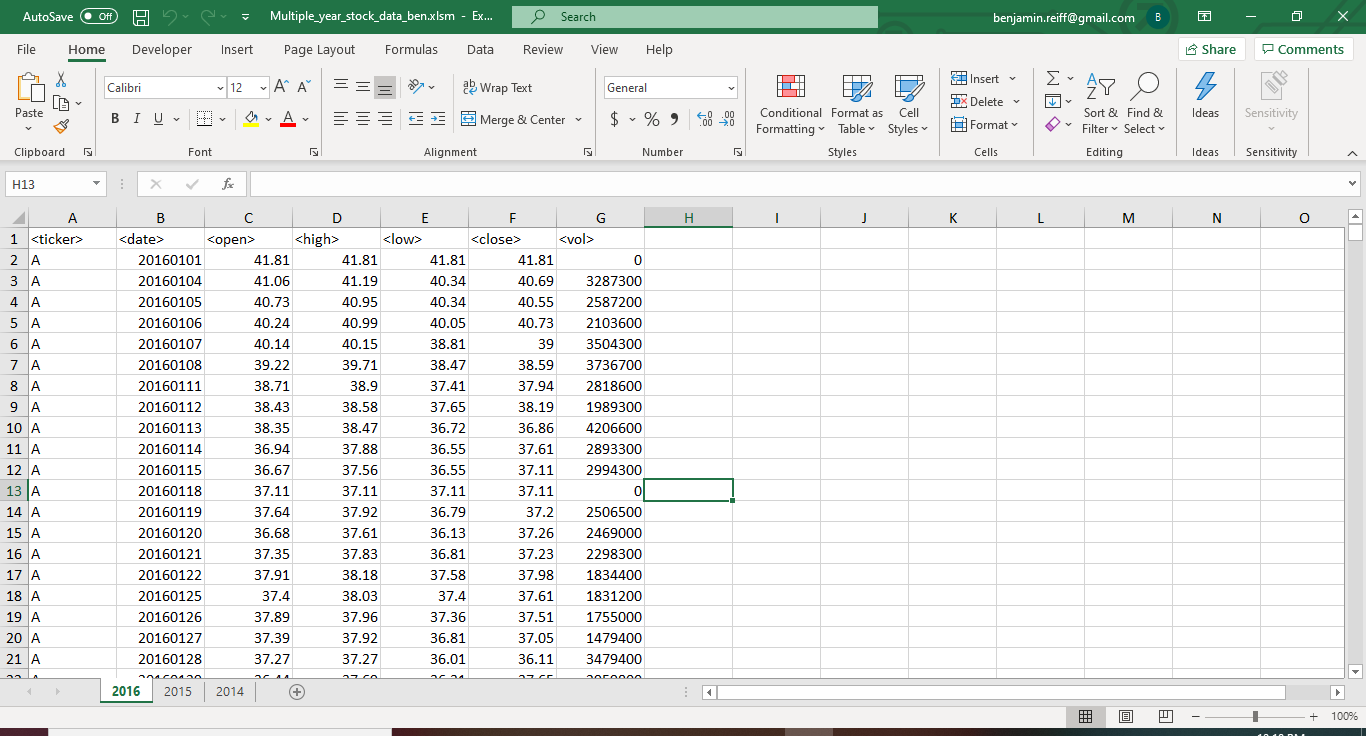 AutoSave Off Multiple_year_stock_data_ben.xlsm - Ex... Search benjamin.reiff@gmail.com B
File Home Developer Insert Page Layout Formulas Data Review View Help Share Comments
Calibri 12 A A ab Wrap Text General Insert Σ
Paste B I U A Merge & Center $ % Conditional Formatting Format as Table Cell Styles Delete Format Sort & Filter Find & Select Ideas Sensitivity
Clipboard Font Alignment Number Styles Cells Editing Ideas Sensitivity
H13 fx
A B C D E F G H I J K L M N O
1 <ticker> <date> <open> <high> <low> <close> <vol>
2 A 20160101 41.81 41.81 41.81 41.81 0
3 A 20160104 41.06 41.19 40.34 40.69 3287300
4 A 20160105 40.73 40.95 40.34 40.55 2587200
5 A 20160106 40.24 40.99 40.05 40.73 2103600
6 A 20160107 40.14 40.15 38.81 39 3504300
7 A 20160108 39.22 39.71 38.47 38.59 3736700
8 A 20160111 38.71 38.9 37.41 37.94 2818600
9 A 20160112 38.43 38.58 37.65 38.19 1989300
10 A 20160113 38.35 38.47 36.72 36.86 4206600
11 A 20160114 36.94 37.88 36.55 37.61 2893300
12 A 20160115 36.67 37.56 36.55 37.11 2994300
13 A 20160118 37.11 37.11 37.11 37.11 0
14 A 20160119 37.64 37.92 36.79 37.2 2506500
15 A 20160120 36.68 37.61 36.13 37.26 2469000
16 A 20160121 37.35 37.83 36.81 37.23 2298300
17 A 20160122 37.91 38.18 37.58 37.98 1834400
18 A 20160125 37.4 38.03 37.4 37.61 1831200
19 A 20160126 37.89 37.96 37.36 37.51 1755000
20 A 20160127 37.39 37.92 36.81 37.05 1479400
21 A 20160128 37.27 37.27 36.01 36.11 3479400
2016 2015 2014
100%